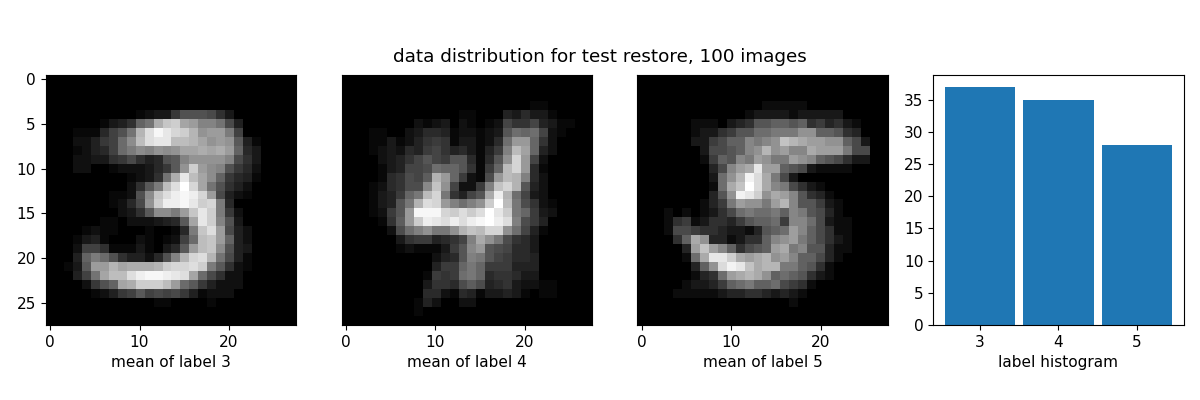 data distribution for test restore, 100 images
0
5
10
15
20
25
0 10 20
mean of label 3
0 10 20
mean of label 4
0 10 20
mean of label 5
35
30
25
20
15
10
5
0
3 4 5
label histogram